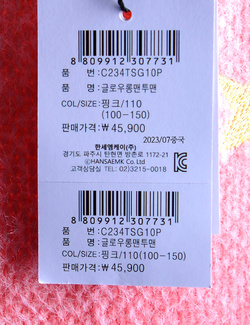 8 809912 307731
품 번:C234TSG10P
품 명:글로우롱맨투맨
COL/SIZE:핑크/110
(100-150)
판매가격:₩ 45,900
2023/07중국
한세엠케이(주)
경기도 파주시 탄현면 방촌로 1172-21
ⓒHANSAEMK Co Ltd
고객상담실 TEL: 02)3215-001B
8 809912 307731
품 번:C234TSG10P
품 명:글로우롱맨투맨
COL/SIZE:핑크/110(100-150)
판매가격:₩ 45,900